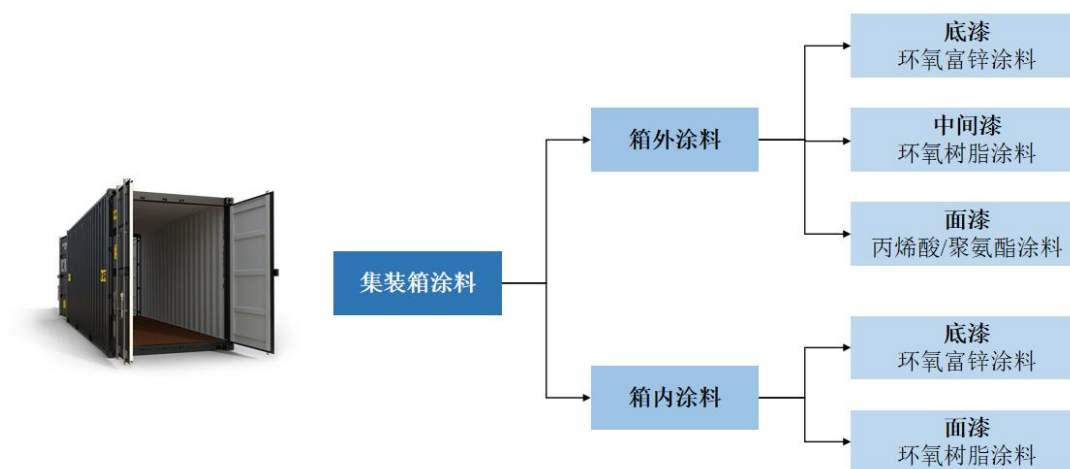 集装箱涂料
箱外涂料
底漆
环氧富锌涂料
中间漆
环氧树脂涂料
面漆
丙烯酸/聚氨酯涂料
箱内涂料
底漆
环氧富锌涂料
面漆
环氧树脂涂料